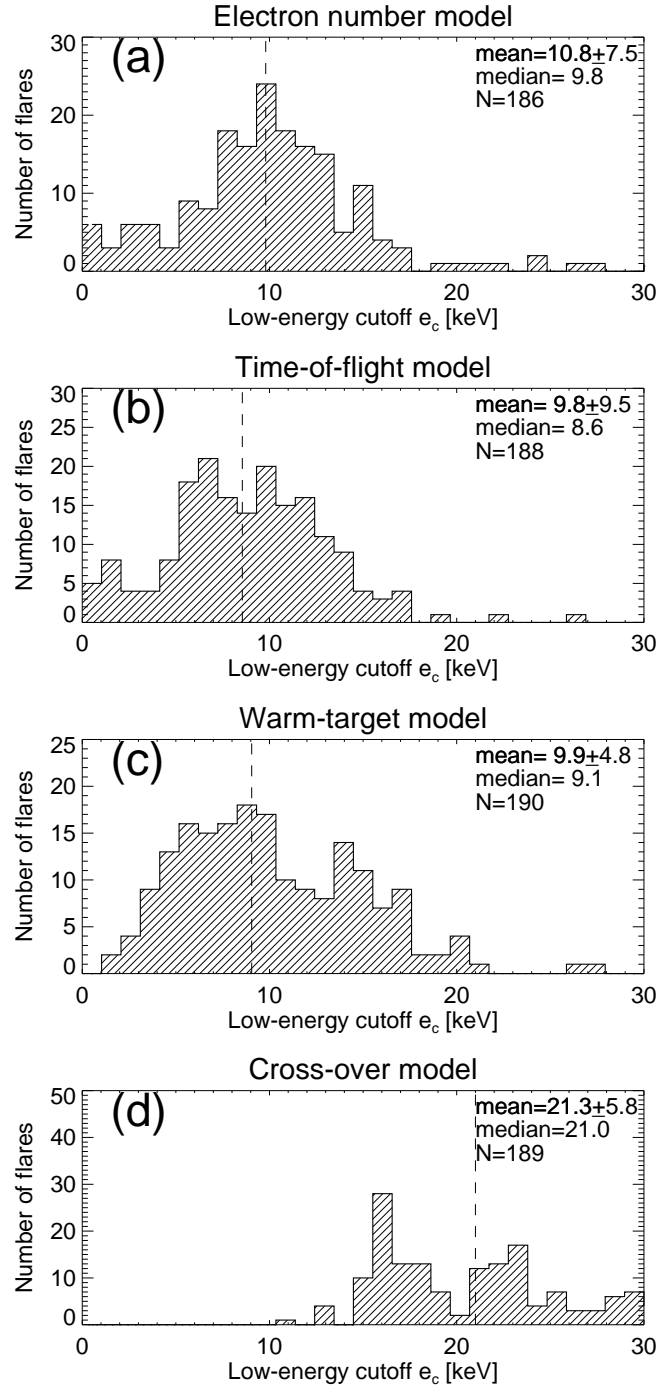 Electron number model
(a)
mean=10.8±7.5
median= 9.8
N=186
30
20
10
0
Number of flares
0 10 20 30
Low-energy cutoff e_c [keV]
Time-of-flight model
(b)
mean= 9.8±9.5
median= 8.6
N=188
30
25
20
15
10
5
0
Number of flares
0 10 20 30
Low-energy cutoff e_c [keV]
Warm-target model
(c)
mean= 9.9±4.8
median= 9.1
N=190
25
20
15
10
5
0
Number of flares
0 10 20 30
Low-energy cutoff e_c [keV]
Cross-over model
(d)
mean=21.3±5.8
median=21.0
N=189
50
40
30
20
10
0
Number of flares
0 10 20 30
Low-energy cutoff e_c [keV]